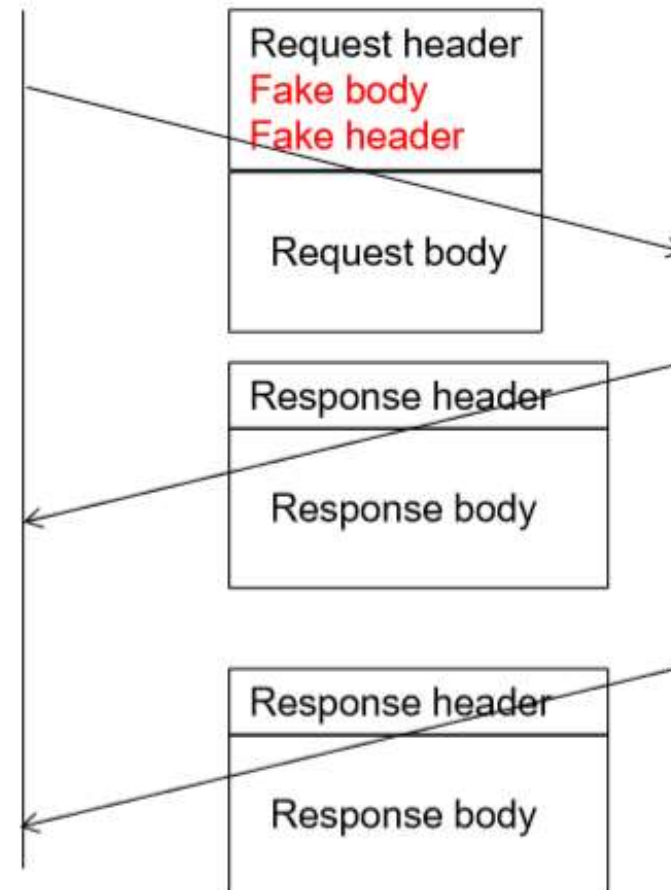 Request header
Fake body
Fake header
Request body
Response header
Response body
Response header
Response body